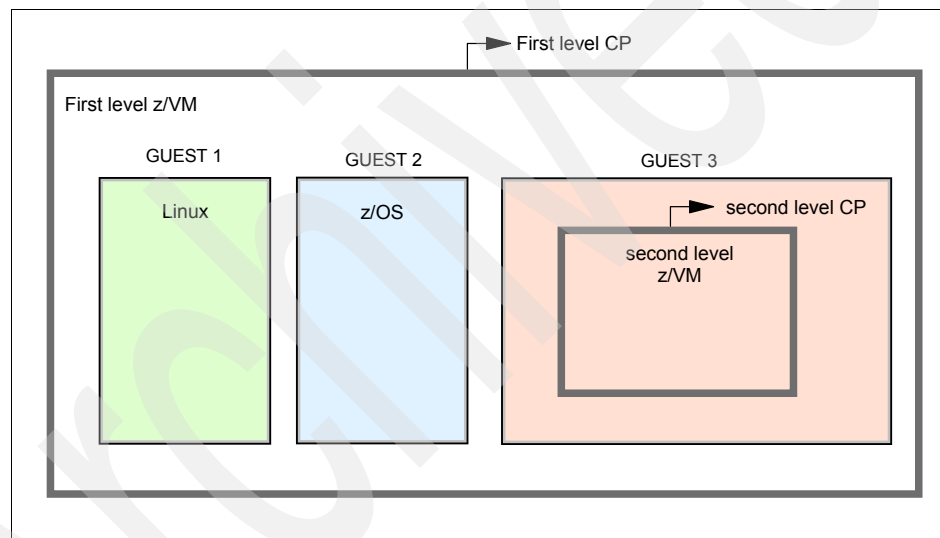 First level CP
First level z/VM
GUEST 1
GUEST 2
GUEST 3
Linux
z/OS
second level CP
second level
z/VM